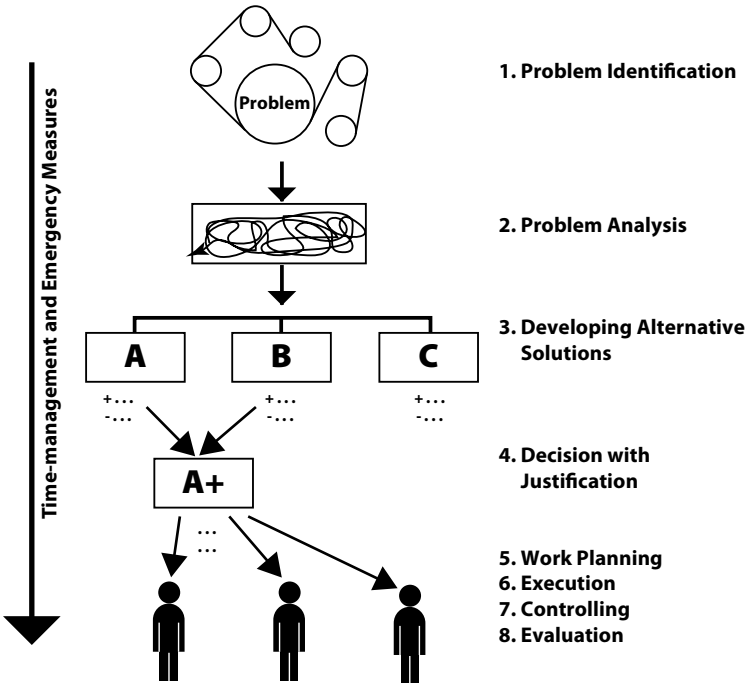 Time-management and Emergency Measures
Problem
1. Problem Identification
2. Problem Analysis
3. Developing Alternative
Solutions
A
B
C
+...
-...
+...
-...
+...
-...
4. Decision with
Justification
A+
...
...
5. Work Planning
6. Execution
7. Controlling
8. Evaluation